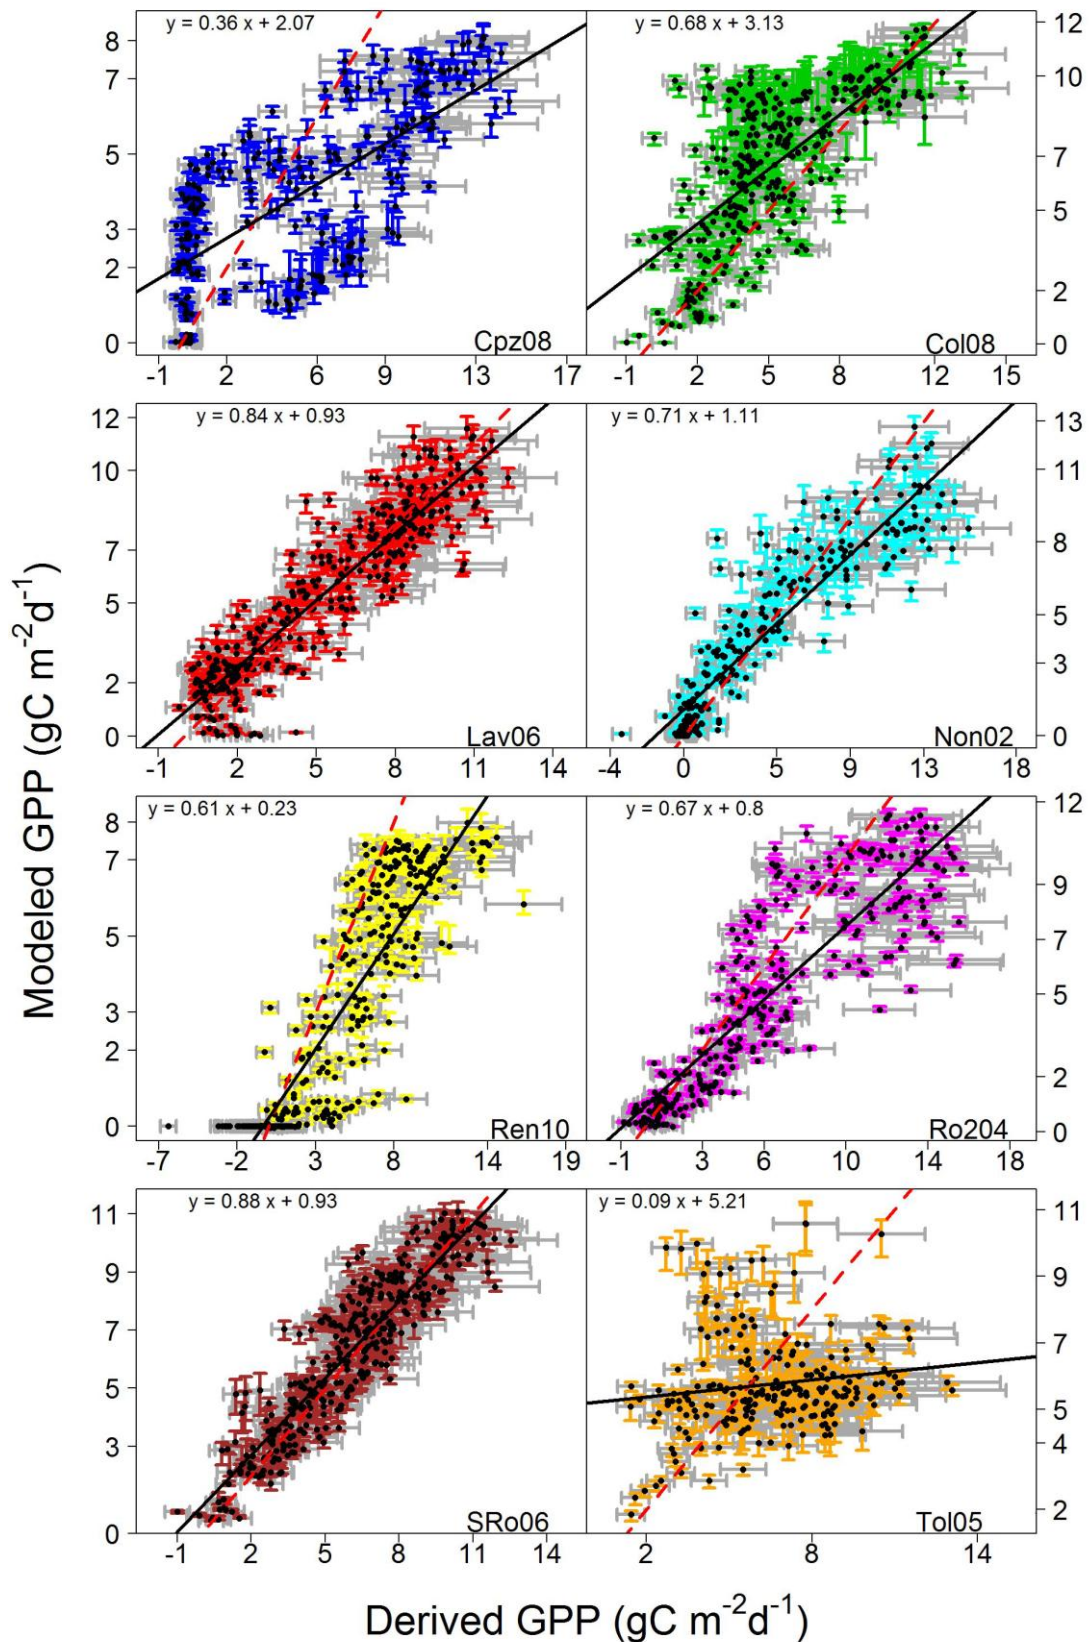 y = 0.36 x + 2.07
y = 0.68 x + 3.13
8
7
5
3
2
0
12
10
7
5
2
0
Cpz08
Col08
-1 2 6 9 13 17
-1 2 5 8 12 15
y = 0.84 x + 0.93
y = 0.71 x + 1.11
12
10
7
5
2
0
13
11
8
5
3
0
Lav06
Non02
-1 2 5 8 11 14
-4 0 5 9 13 18
y = 0.61 x + 0.23
y = 0.67 x + 0.8
8
7
5
3
2
0
12
9
7
5
2
0
Ren10
Ro204
-7 -2 3 8 14 19
-1 3 6 10 14 18
y = 0.88 x + 0.93
y = 0.09 x + 5.21
11
9
7
5
3
0
11
9
7
5
4
2
SRo06
Tol05
-1 2 5 8 11 14
2 8 14
Modeled GPP (gC m⁻²d⁻¹)
Derived GPP (gC m⁻²d⁻¹)